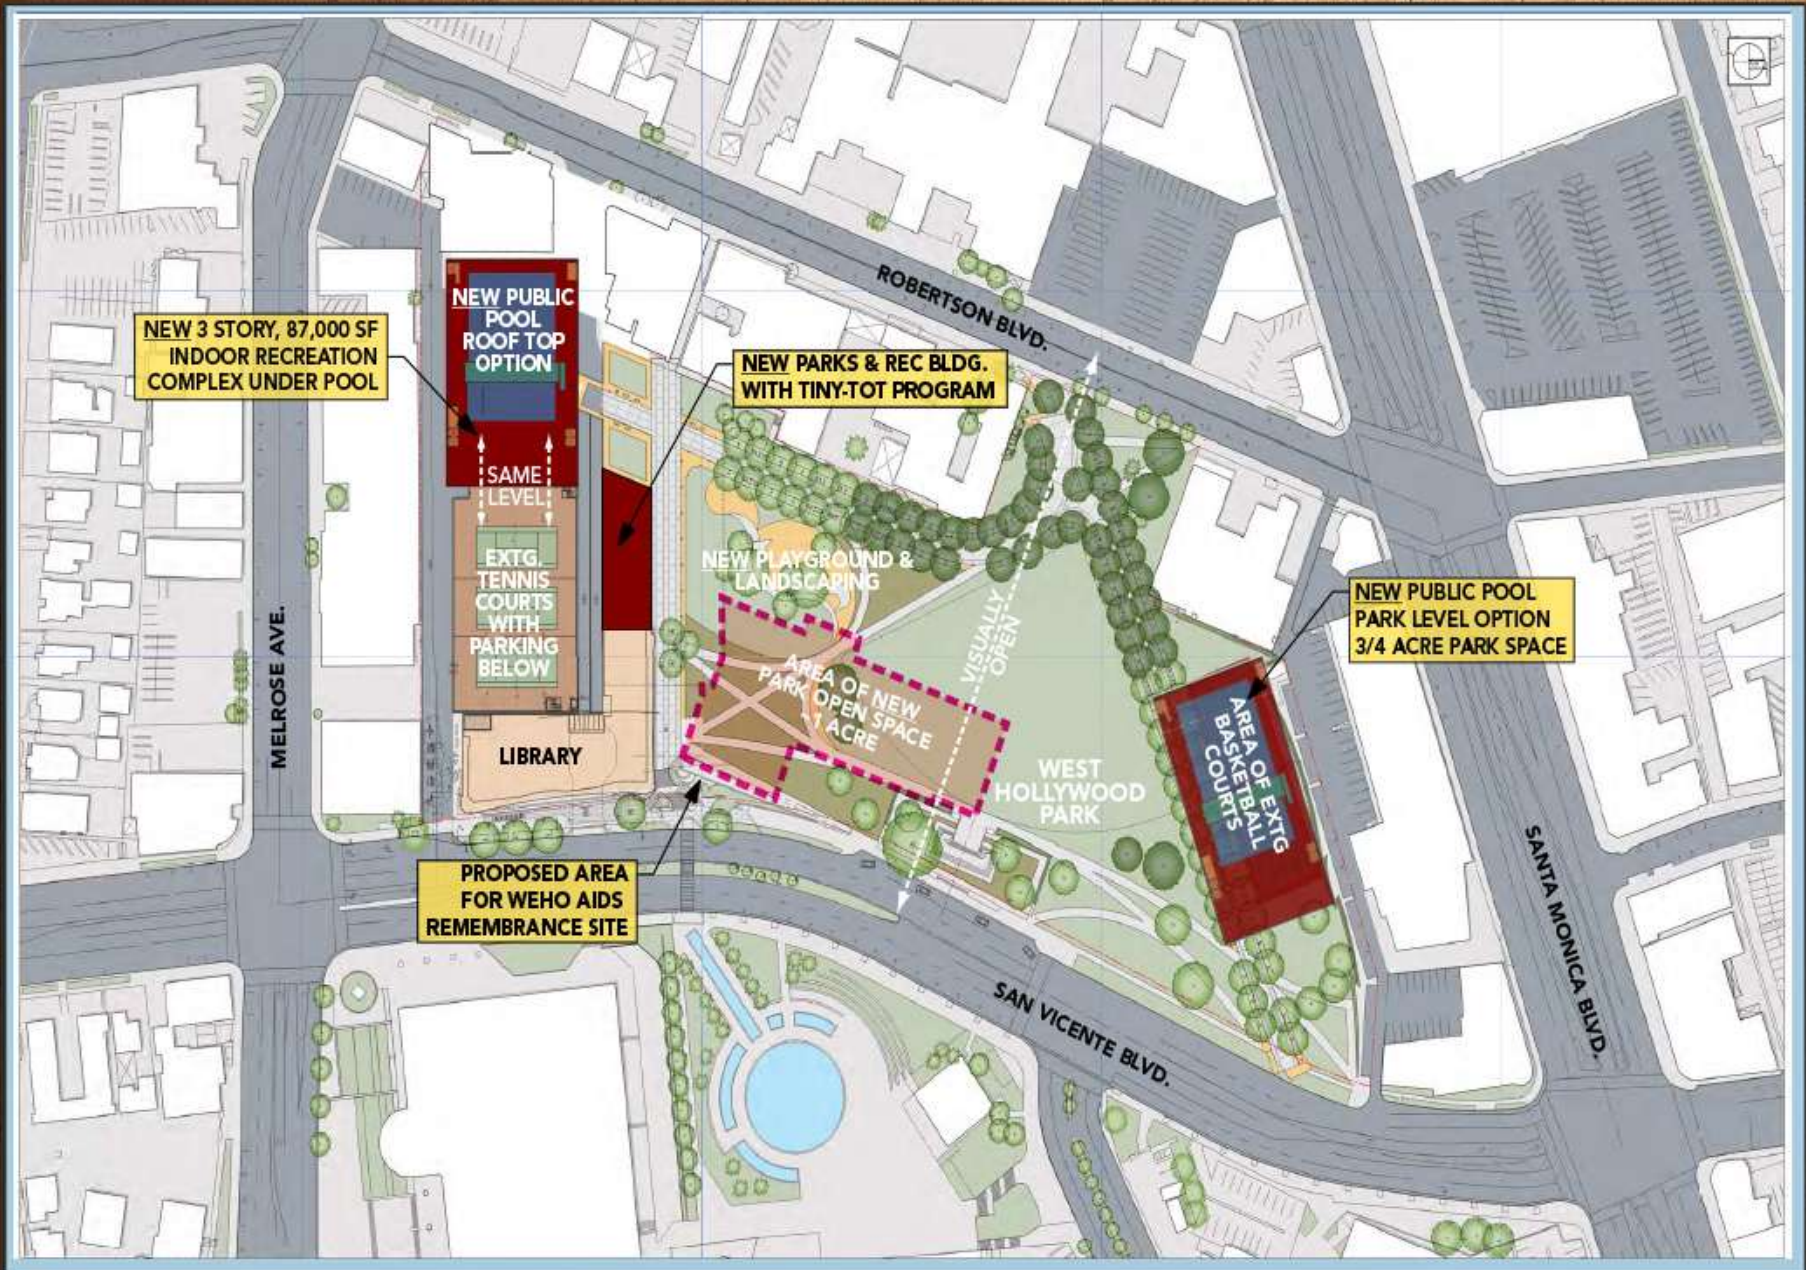 ROBERTSON BLVD.
NEW PUBLIC
POOL
ROOF TOP
OPTION
NEW 3 STORY, 87,000 SF
INDOOR RECREATION
COMPLEX UNDER POOL
NEW PARKS & REC BLDG.
WITH TINY-TOT PROGRAM
SAME
LEVEL
EXTG.
TENNIS
COURTS
WITH
PARKING
BELOW
NEW PLAYGROUND &
LANDSCAPING
VISUALLY
OPEN
NEW PUBLIC POOL
PARK LEVEL OPTION
3/4 ACRE PARK SPACE
MELROSE AVE.
AREA OF NEW
PARK OPEN SPACE
~1 ACRE
AREA OF EXTG
BASKETBALL
COURTS
LIBRARY
WEST
HOLLYWOOD
PARK
PROPOSED AREA
FOR WEHO AIDS
REMEMBRANCE SITE
SAN VICENTE BLVD.
SANTA MONICA BLVD.